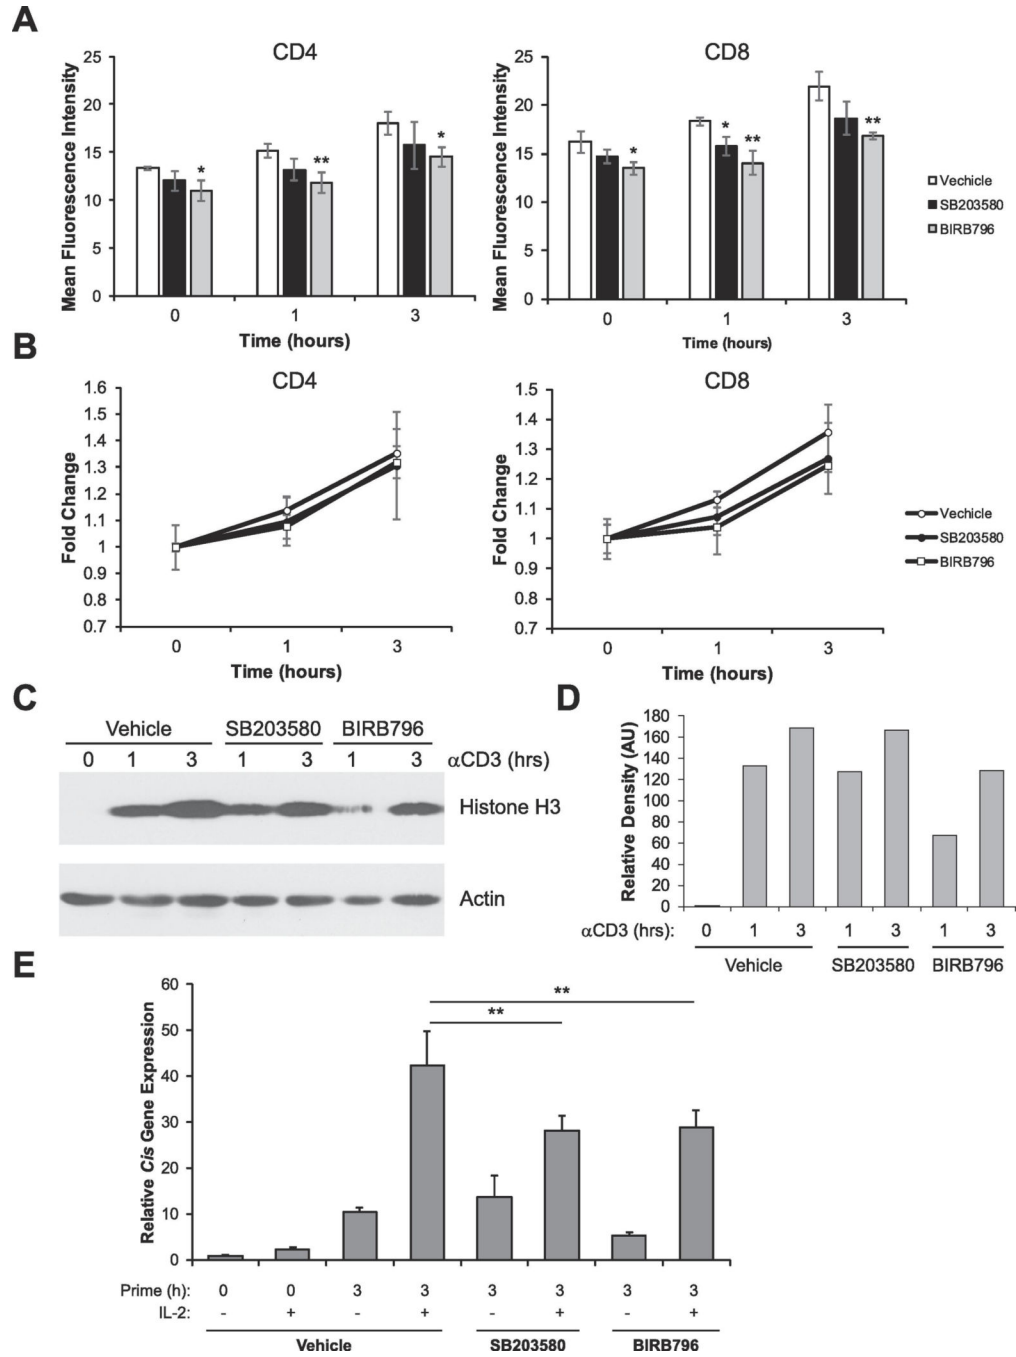 A
CD4
CD8
Mean Fluorescence Intensity
25
20
15
10
5
0
* ** *
0 1 3
Time (hours)
Mean Fluorescence Intensity
25
20
15
10
5
0
* * ** **
0 1 3
Time (hours)
Vechicle
SB203580
BIRB796
B
CD4
CD8
Fold Change
1.6
1.5
1.4
1.3
1.2
1.1
1
0.9
0.8
0.7
0 1 3
Time (hours)
Fold Change
1.5
1.4
1.3
1.2
1.1
1
0.9
0.8
0.7
0 1 3
Time (hours)
Vehicle
SB203580
BIRB796
C
Vehicle SB203580 BIRB796
0 1 3 1 3 1 3 αCD3 (hrs)
Histone H3
Actin
D
Relative Density (AU)
180
160
140
120
100
80
60
40
20
0
αCD3 (hrs): 0 1 3 1 3 1 3
Vehicle SB203580 BIRB796
E
Relative Cis Gene Expression
60
50
40
30
20
10
0
**
**
Prime (h): 0 0 3 3 3 3 3 3
IL-2: - + - + - + - +
Vehicle SB203580 BIRB796